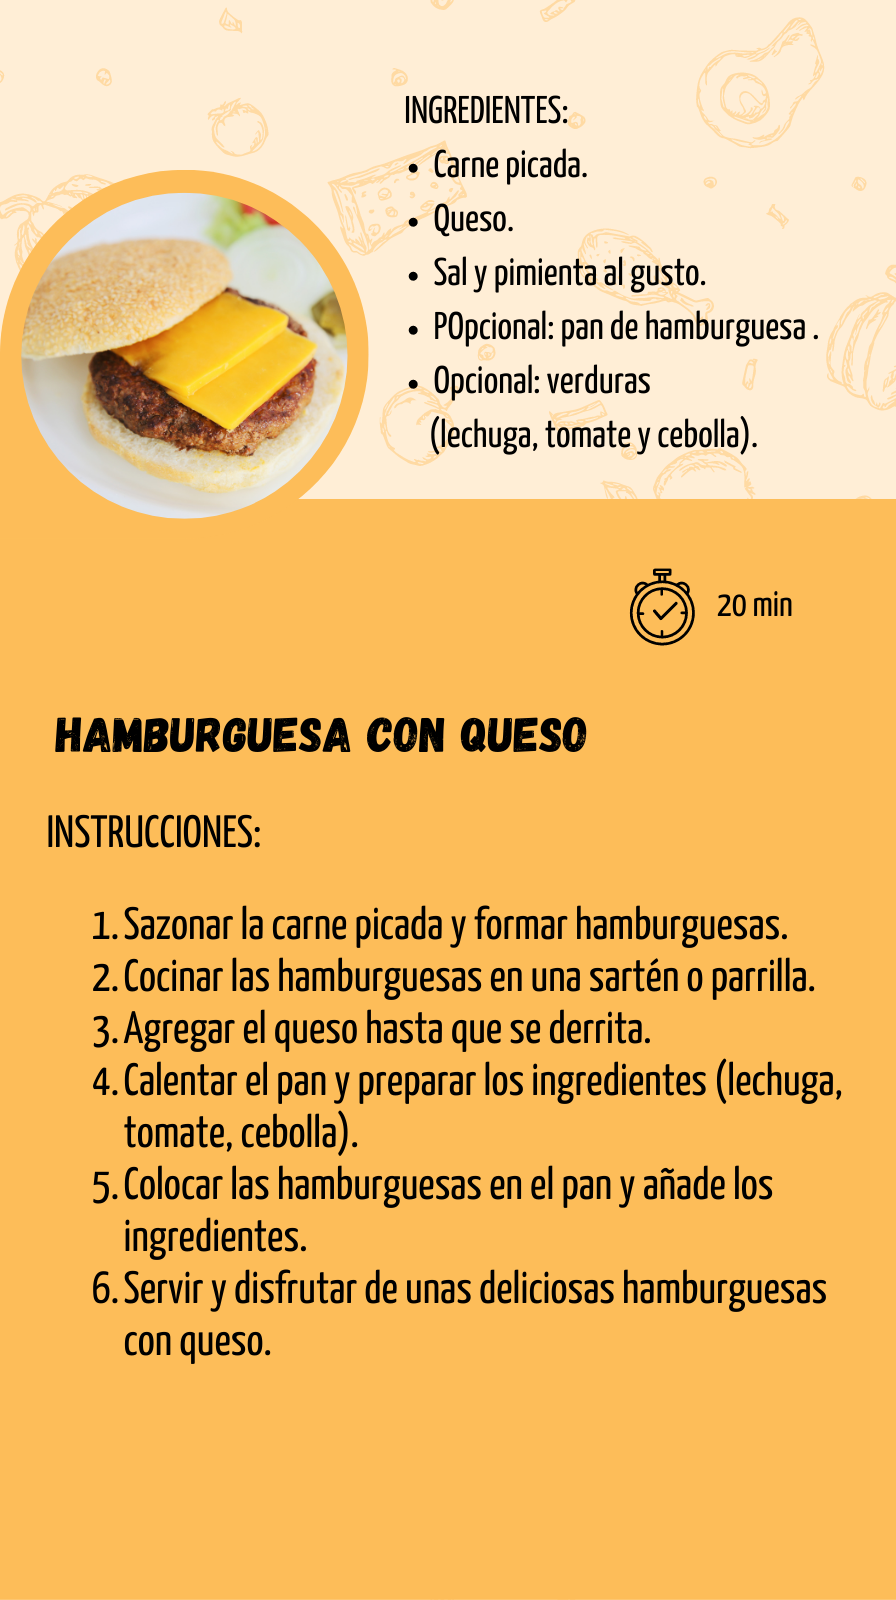 INGREDIENTES:
• Carne picada.
• Queso.
• Sal y pimienta al gusto.
• POpcional: pan de hamburguesa .
• Opcional: verduras
(lechuga, tomate y cebolla).
20 min
HAMBURGUESA CON QUESO
INSTRUCCIONES:
1. Sazonar la carne picada y formar hamburguesas.
2. Cocinar las hamburguesas en una sartén o parrilla.
3. Agregar el queso hasta que se derrita.
4. Calentar el pan y preparar los ingredientes (lechuga,
tomate, cebolla).
5. Colocar las hamburguesas en el pan y añade los
ingredientes.
6. Servir y disfrutar de unas deliciosas hamburguesas
con queso.